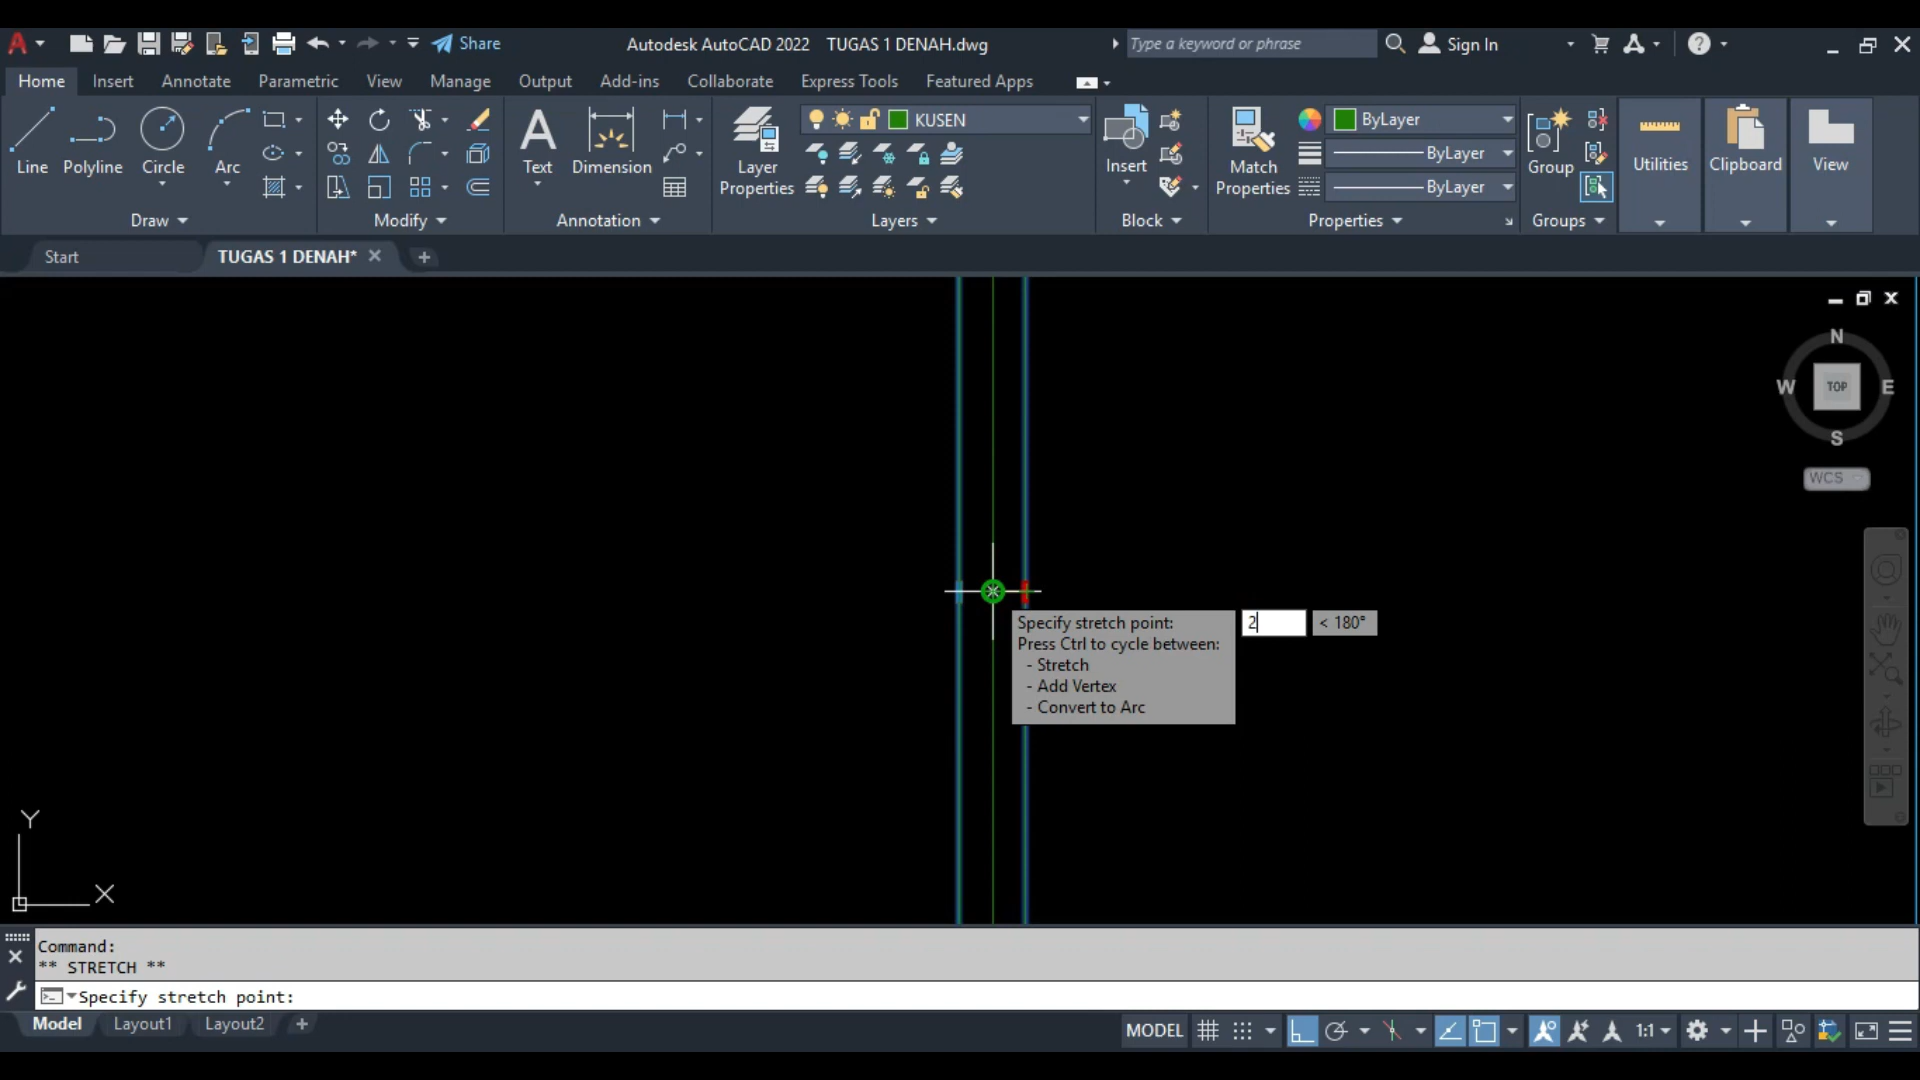 Share
Autodesk AutoCAD 2022 TUGAS 1 DENAH.dwg
Type a keyword or phrase
Sign In
Home Insert Annotate Parametric View Manage Output Add-ins Collaborate Express Tools Featured Apps
Line Polyline Circle Arc
Draw
Modify
Text Dimension
Annotation
Layer Properties
KUSEN
Layers
Insert
Block
Match Properties
ByLayer
ByLayer
ByLayer
Properties
Group
Groups
Utilities
Clipboard
View
Start
TUGAS 1 DENAH*
N
W TOP E
S
WCS
Specify stretch point: 2 < 180°
Press Ctrl to cycle between:
- Stretch
- Add Vertex
- Convert to Arc
Y
X
Command:
** STRETCH **
Specify stretch point:
Model Layout1 Layout2
MODEL
1:1